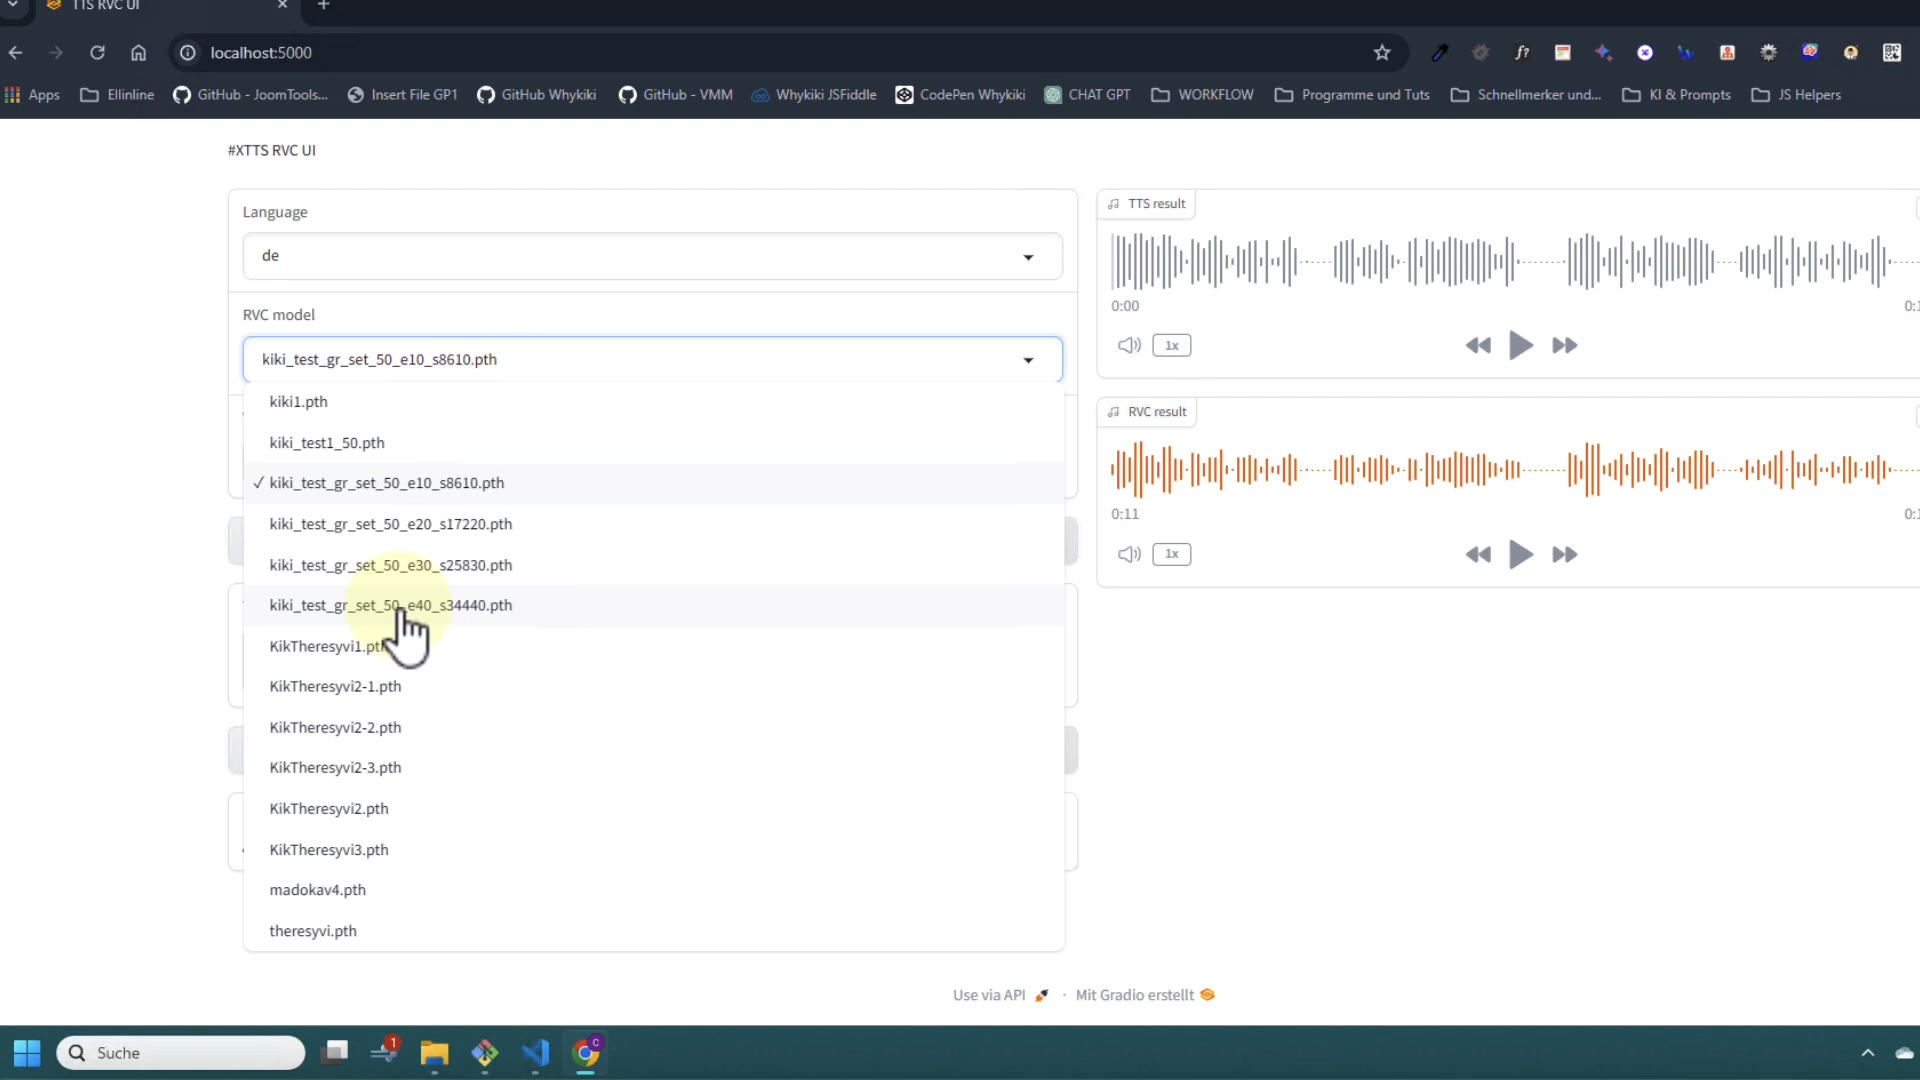 TTS RVC UI
localhost:5000
Apps
Ellinline
GitHub - JoomTools...
Insert File GP1
GitHub Whykiki
GitHub - VMM
Whykiki JSFiddle
CodePen Whykiki
CHAT GPT
WORKFLOW
Programme und Tuts
Schnellmerker und...
KI & Prompts
JS Helpers
#XTTS RVC UI
Language
de
RVC model
kiki_test_gr_set_50_e10_s8610.pth
kiki1.pth
kiki_test1_50.pth
✓ kiki_test_gr_set_50_e10_s8610.pth
kiki_test_gr_set_50_e20_s17220.pth
kiki_test_gr_set_50_e30_s25830.pth
kiki_test_gr_set_50_e40_s34440.pth
KikTheresyvi1.pth
KikTheresyvi2-1.pth
KikTheresyvi2-2.pth
KikTheresyvi2-3.pth
KikTheresyvi2.pth
KikTheresyvi3.pth
madokav4.pth
theresyvi.pth
TTS result
0:00
1x
RVC result
0:11
1x
Use via API
· Mit Gradio erstellt
Suche
1
C